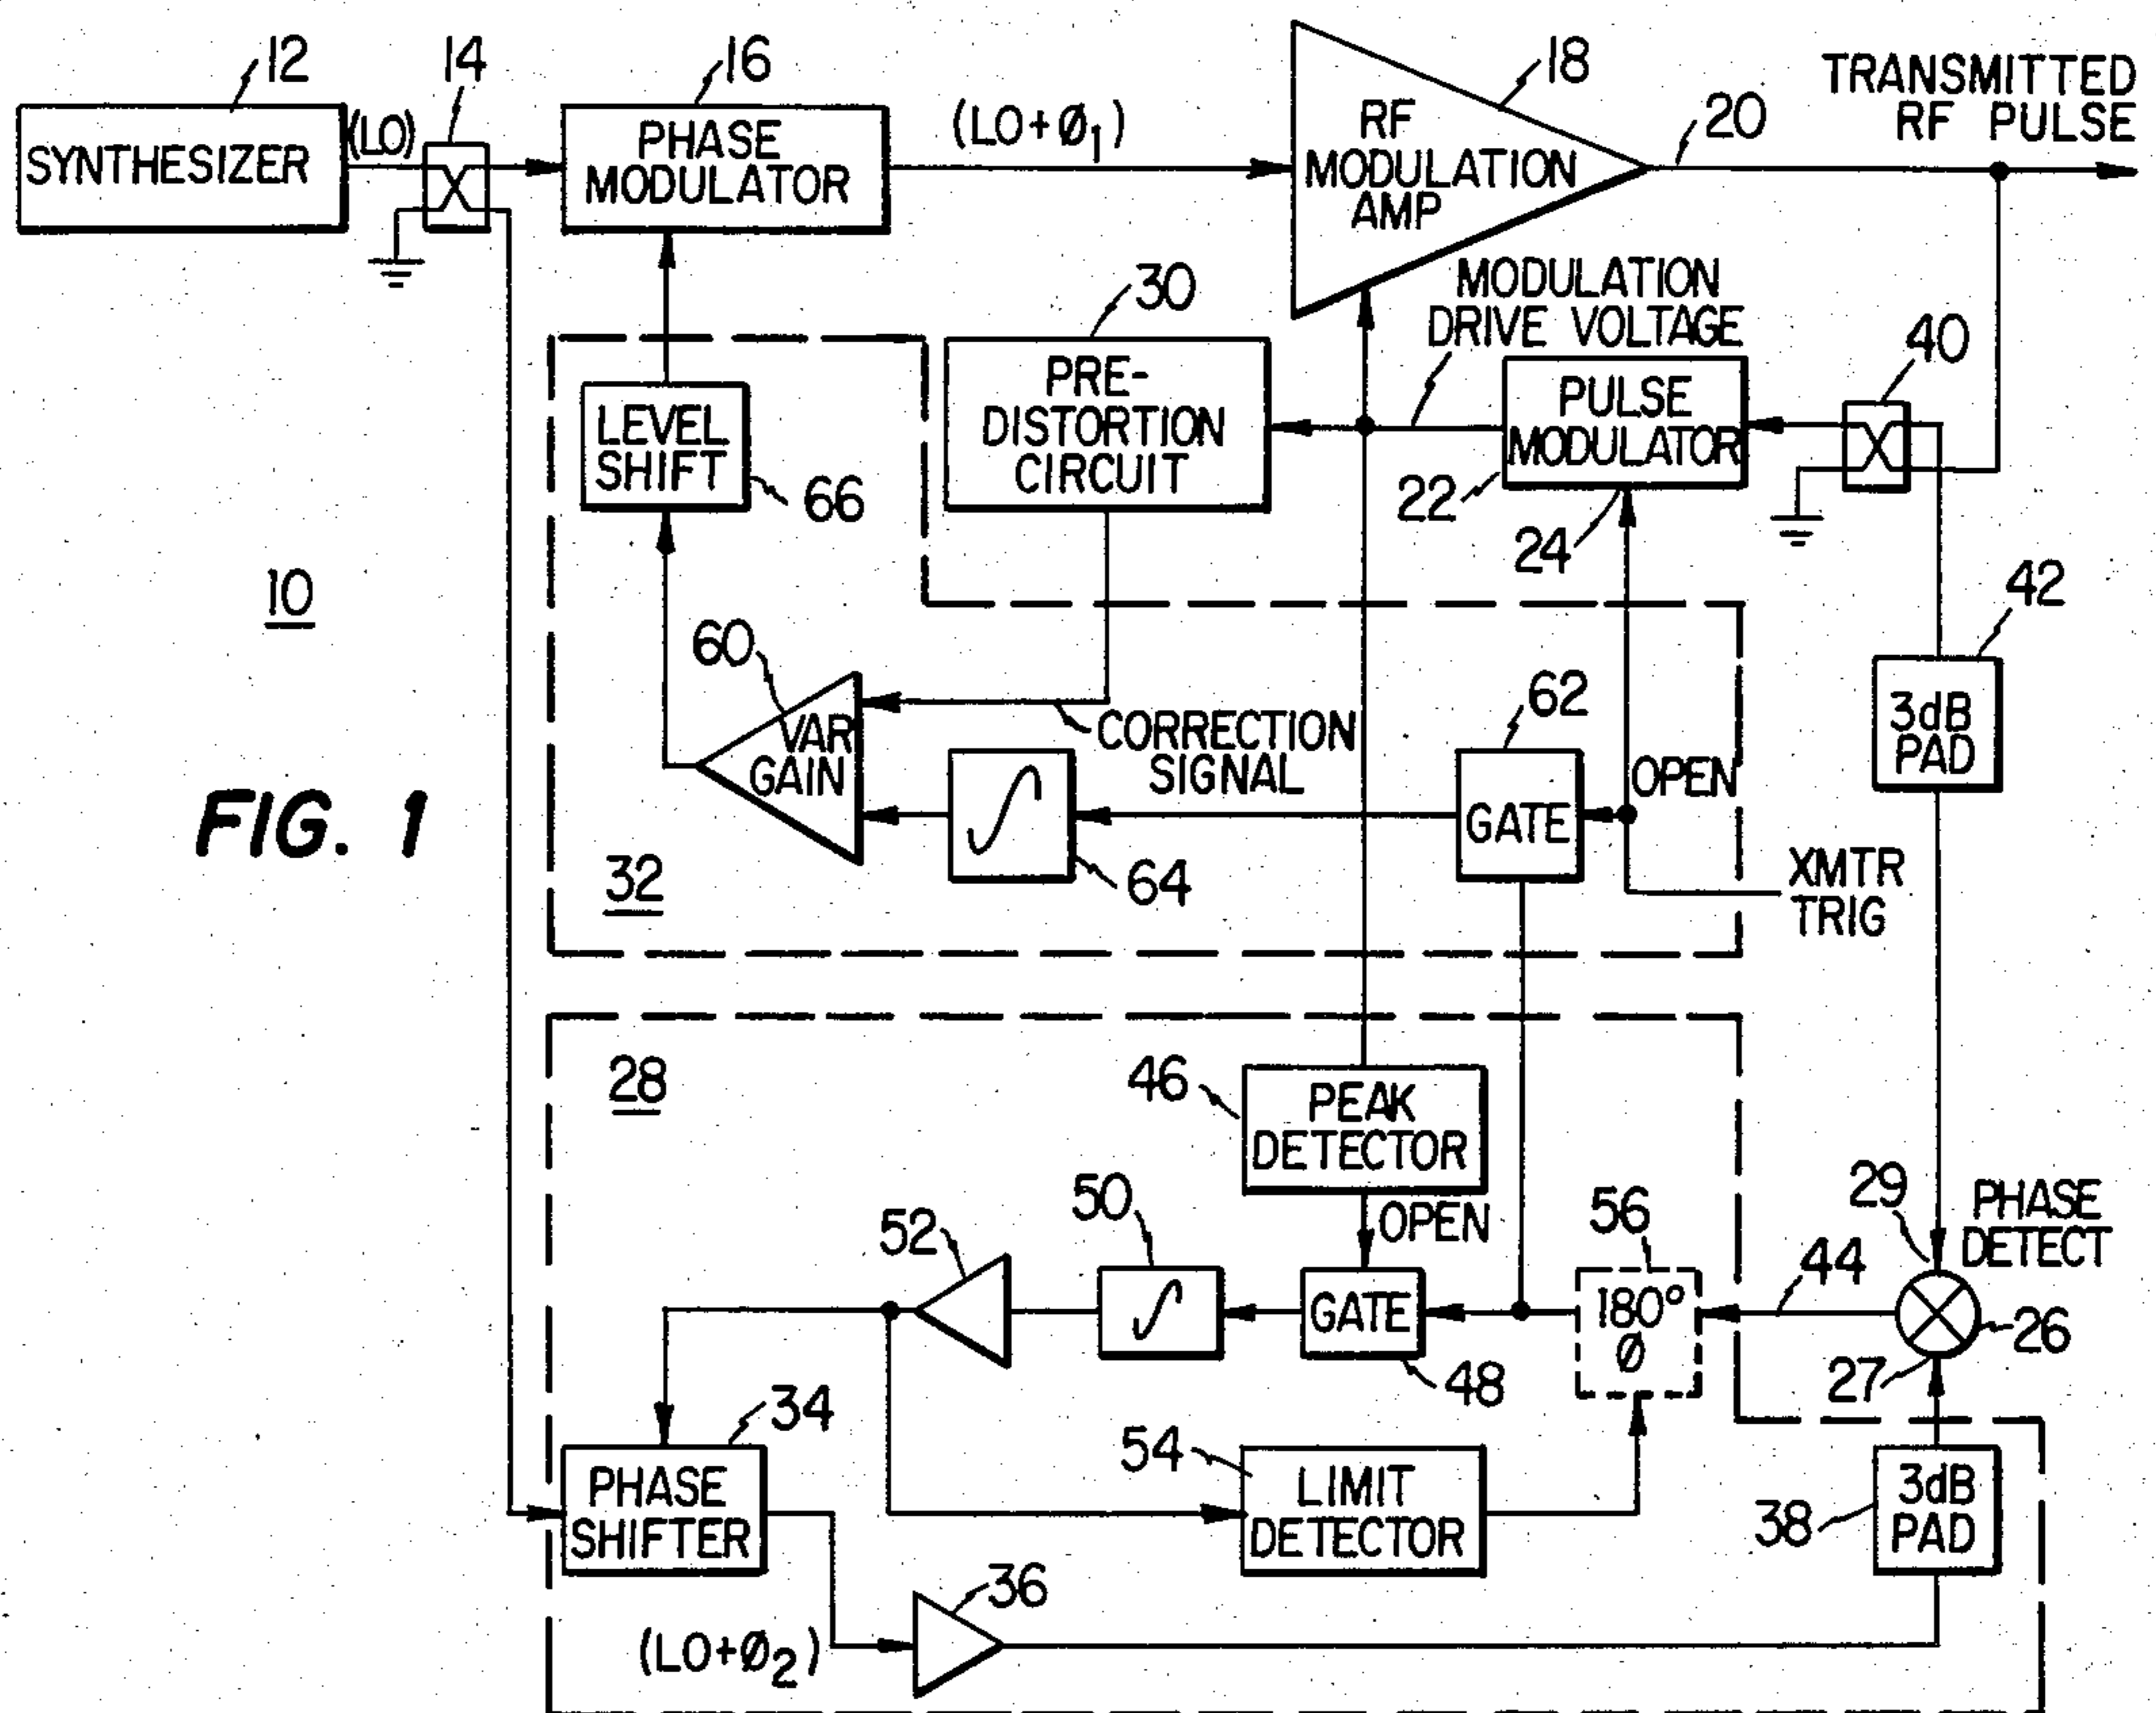 12
14
16
18
TRANSMITTED
RF PULSE
20
SYNTHESIZER
(LO)
PHASE
MODULATOR
(LO+Ø1)
RF
MODULATION
AMP
30
MODULATION
DRIVE VOLTAGE
40
PRE-
DISTORTION
CIRCUIT
PULSE
MODULATOR
22
24
LEVEL
SHIFT
66
10
42
3dB
PAD
60
VAR
GAIN
CORRECTION
SIGNAL
62
GATE
OPEN
FIG. 1
32
64
XMTR
TRIG
28
46
PEAK
DETECTOR
OPEN
29
PHASE
DETECT
52
50
56
44
GATE
180°
Ø
26
48
27
34
54
PHASE
SHIFTER
LIMIT
DETECTOR
38
3dB
PAD
36
(LO+Ø2)